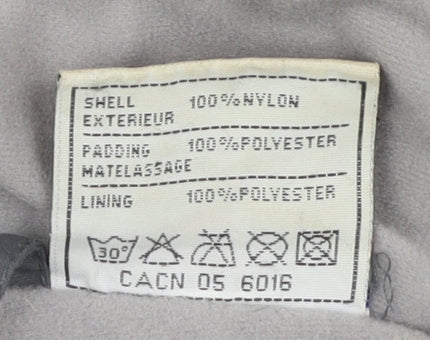 SHELL 100%NYLON
EXTERIEUR
PADDING 100%POLYESTER
MATELASSAGE
LINING 100%POLYESTER
30°
CACN 05 6016